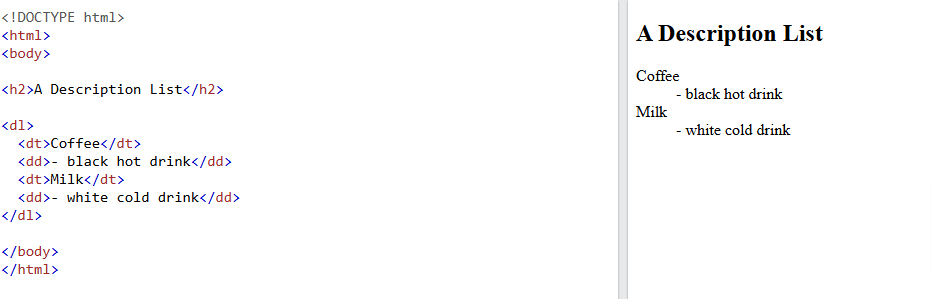 <!DOCTYPE html>
<html>
<body>
<h2>A Description List</h2>
<dl>
  <dt>Coffee</dt>
  <dd>- black hot drink</dd>
  <dt>Milk</dt>
  <dd>- white cold drink</dd>
</dl>
</body>
</html>
A Description List
Coffee
- black hot drink
Milk
- white cold drink